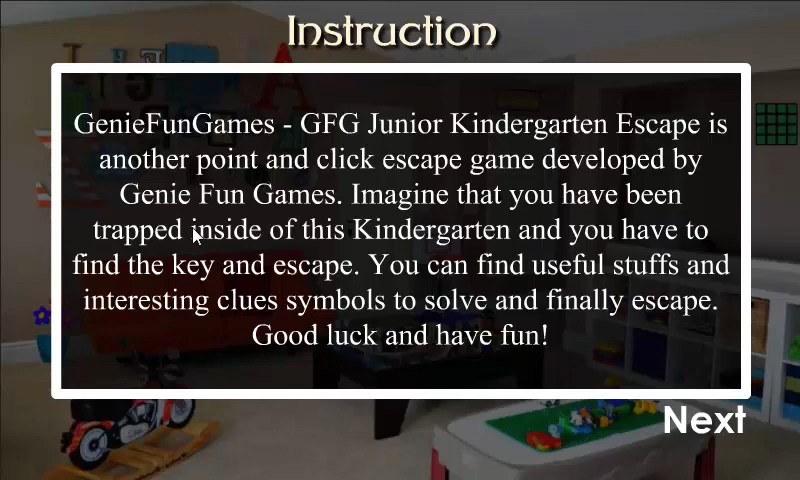 Instruction
GenieFunGames - GFG Junior Kindergarten Escape is
another point and click escape game developed by
Genie Fun Games. Imagine that you have been
trapped inside of this Kindergarten and you have to
find the key and escape. You can find useful stuffs and
interesting clues symbols to solve and finally escape.
Good luck and have fun!
Next